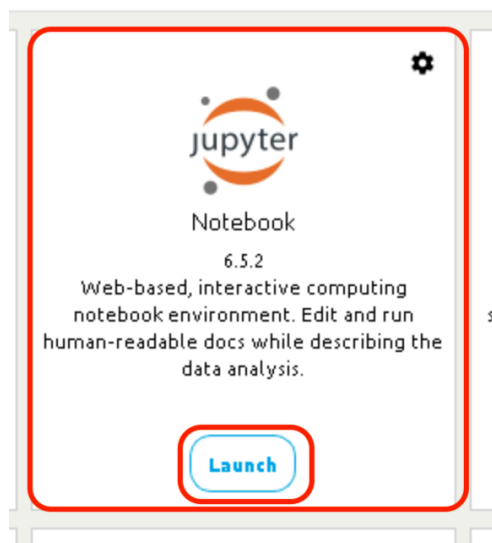 jupyter
Notebook
6.5.2
Web-based, interactive computing
notebook environment. Edit and run
human-readable docs while describing the
data analysis.
Launch